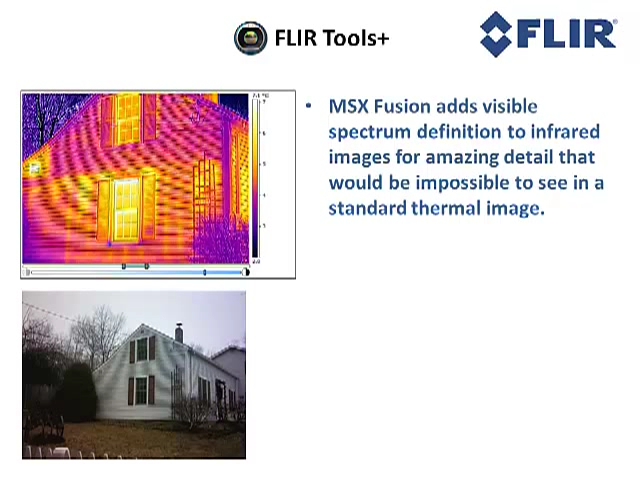 FLIR Tools+
FLIR®
• MSX Fusion adds visible
spectrum definition to infrared
images for amazing detail that
would be impossible to see in a
standard thermal image.